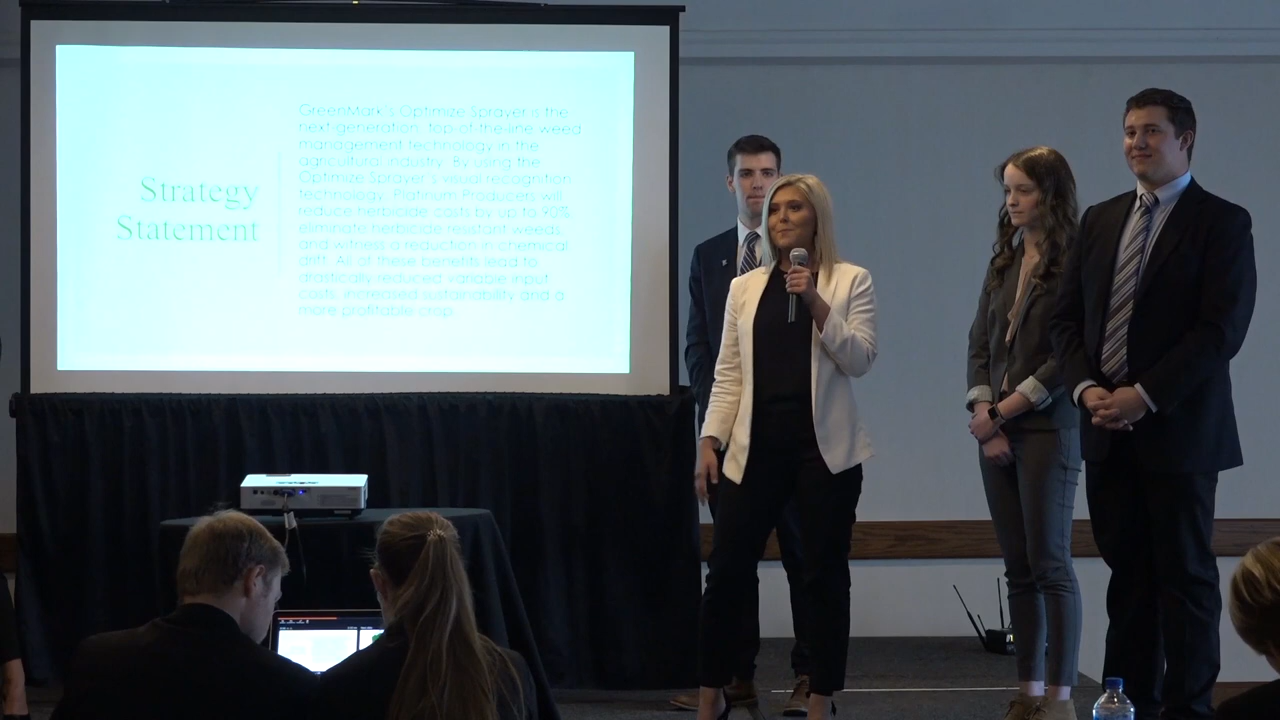 Strategy
Statement
GreenMark's Optimize Sprayer is the
next-generation, top-of-the-line weed
management technology in the
agricultural industry. By using the
Optimize Sprayer's visual recognition
technology, Platinum Producers will
reduce herbicide costs by up to 90%,
eliminate herbicide resistant weeds,
and witness a reduction in chemical
drift. All of these benefits lead to
drastically reduced variable input
costs, increased sustainability and a
more profitable crop.